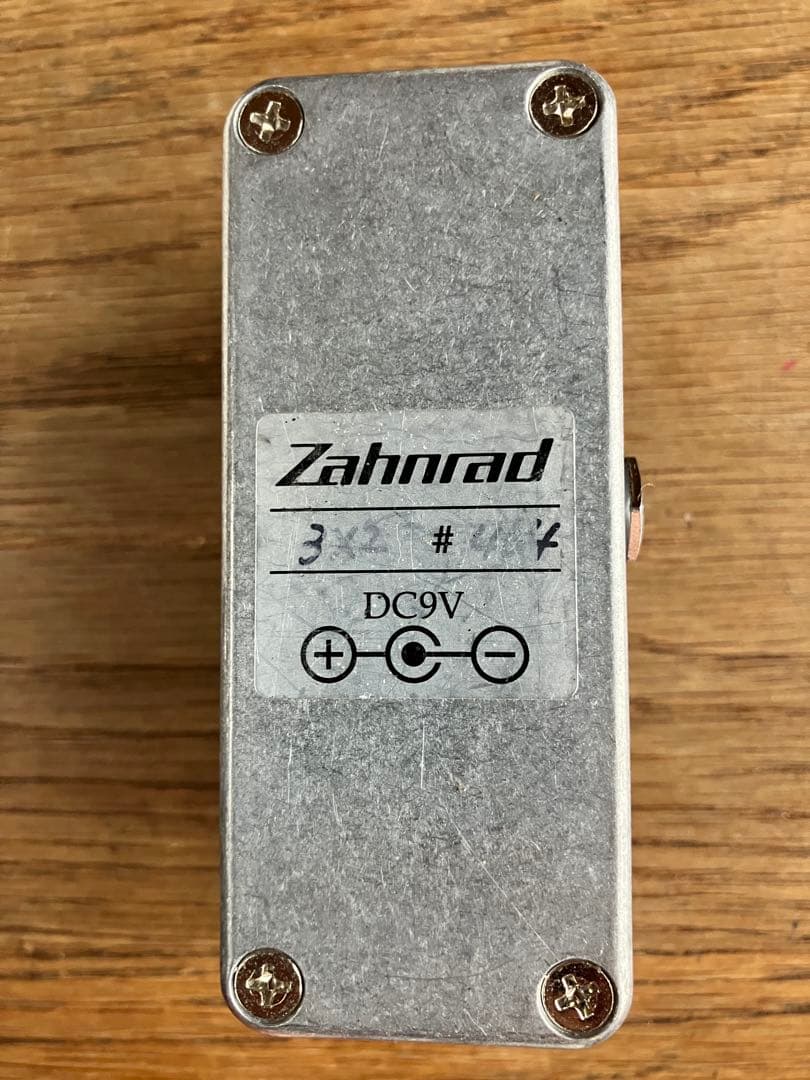 Zahnrad
3x2 #
DC9V